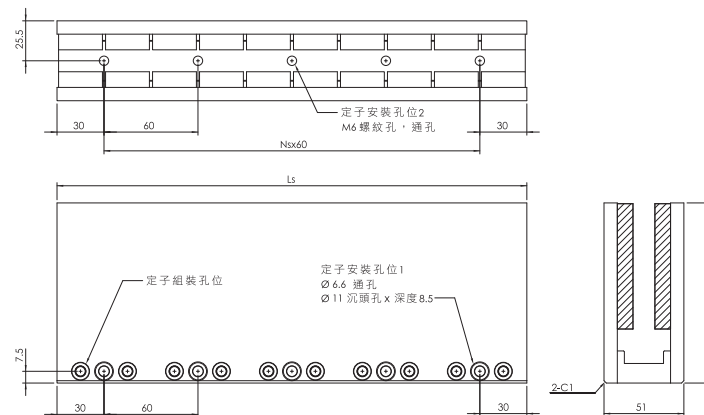 25.5
定子安裝孔位2
M6 螺紋孔，通孔
30
60
30
Nsx60
Ls
定子組裝孔位
定子安裝孔位1
Ø 6.6 通孔
Ø 11 沉頭孔 x 深度 8.5
7.5
30
60
30
2-C1
51